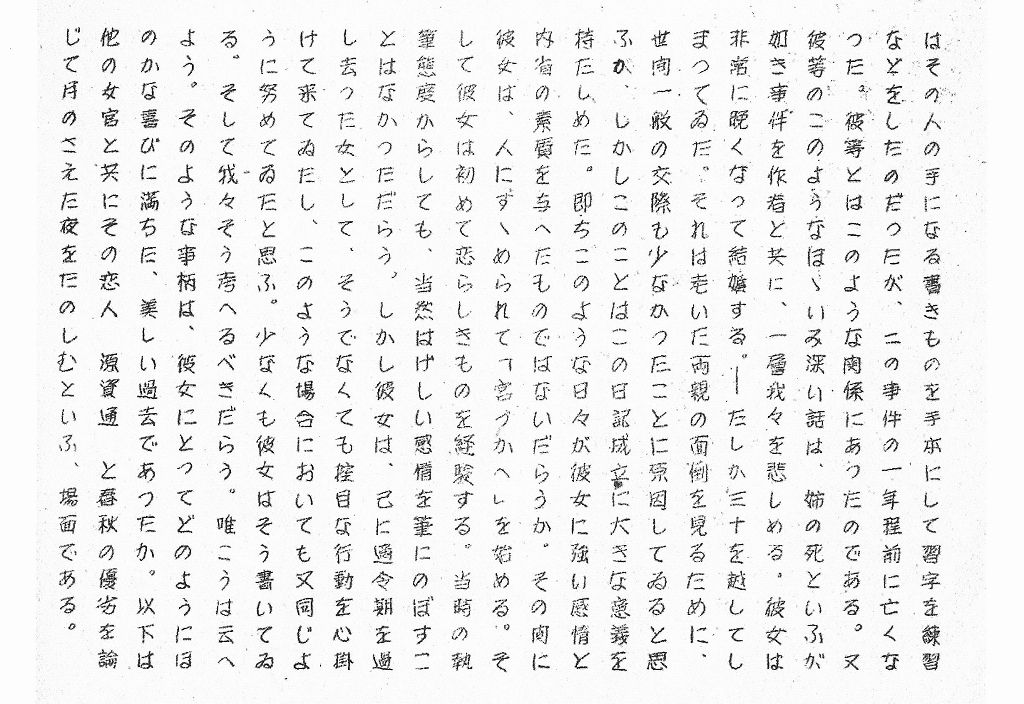 はその人の手になる書きものを手本にして習字を練習
などをしたのだったが、この事件の一年程前に亡くな
つた。彼等とはこのような関係にあつたのである。又
彼等のこのようなほゝいみ深い話は、姉の死といふが
如き事件を作者と共に、一層我々を悲しめる。彼女は
非常に晩くなって結婚する。―たしか三十を越してし
まつてゐた。それは老いた両親の面倒を見るために、
世間一般の交際も少なかつたことに原因してゐると思
ふが、しかしこのことはこの日記成立に大きな意義を
持たしめた。即ちこのような日々が彼女に強い感情と
内省の素質を与へたものではないだらうか。その間に
彼女は、人にすゝめられて「宮づかへ」を始める。そ
して彼女は初めて恋らしきものを経験する。当時の執
筆態度からしても、当然はげしい感情を筆にのぼすこ
とはなかつただらう。しかし彼女は、己に適令期を過
し去つた女として、そうでなくても控目な行動を心掛
けて来てゐたし、このような場合においても又同じよ
うに努めてゐたと思ふ。少なくも彼女はそう書いてゐ
る。そして我々そう考へるべきだらう。唯こうは云へ
よう。そのような事柄は、彼女にとつてどのようにほ
のかな喜びに満ちた、美しい過去であつたか。以下は
他の女官と共にその恋人 源資通 と春秋の優劣を論
じて月のさえた夜をたのしむといふ、場面である。